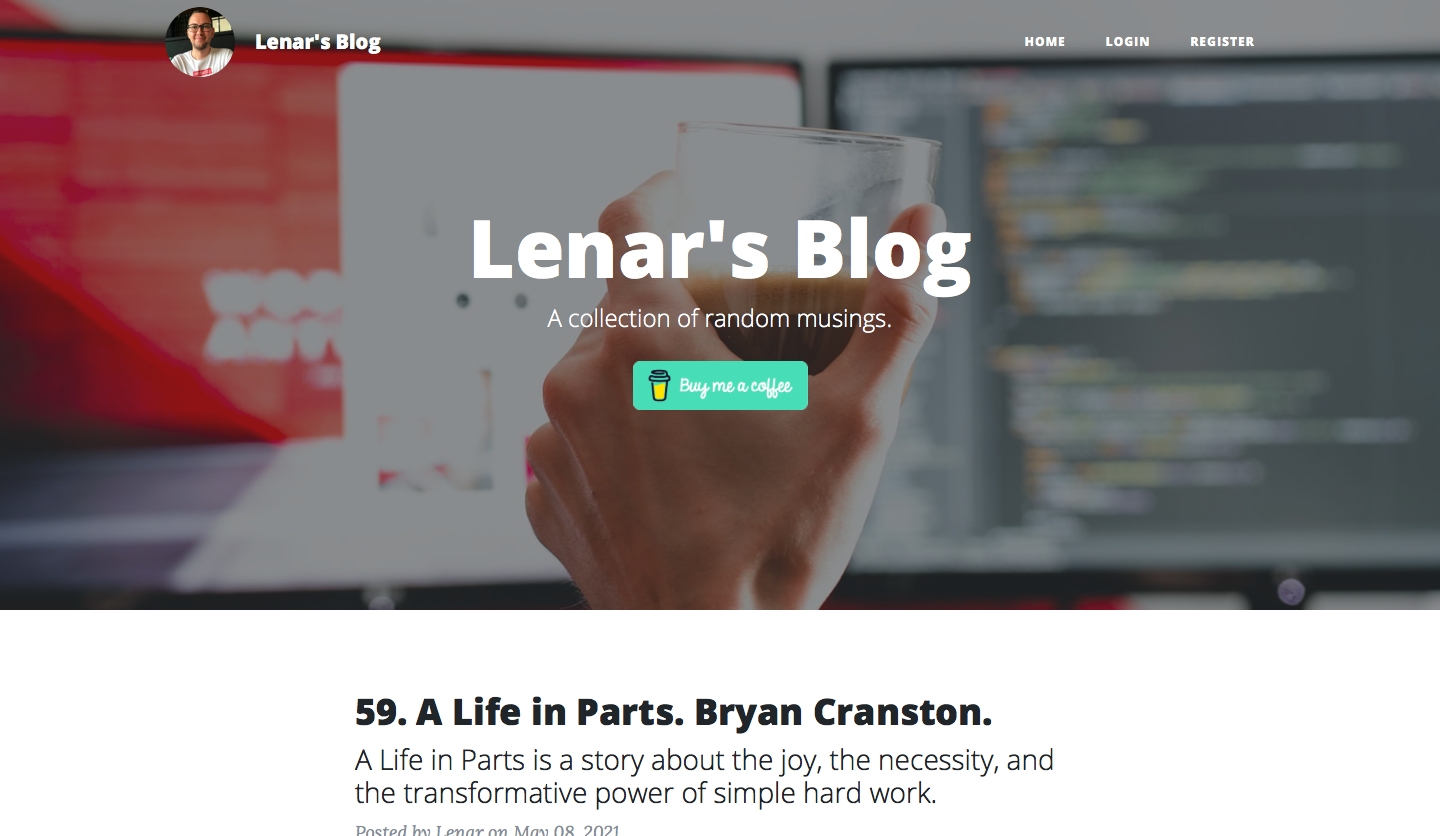 Lenar's Blog
HOME LOGIN REGISTER
Lenar's Blog
A collection of random musings.
Buy me a coffee
59. A Life in Parts. Bryan Cranston.
A Life in Parts is a story about the joy, the necessity, and
the transformative power of simple hard work.
Posted by Lenar on May 08, 2021